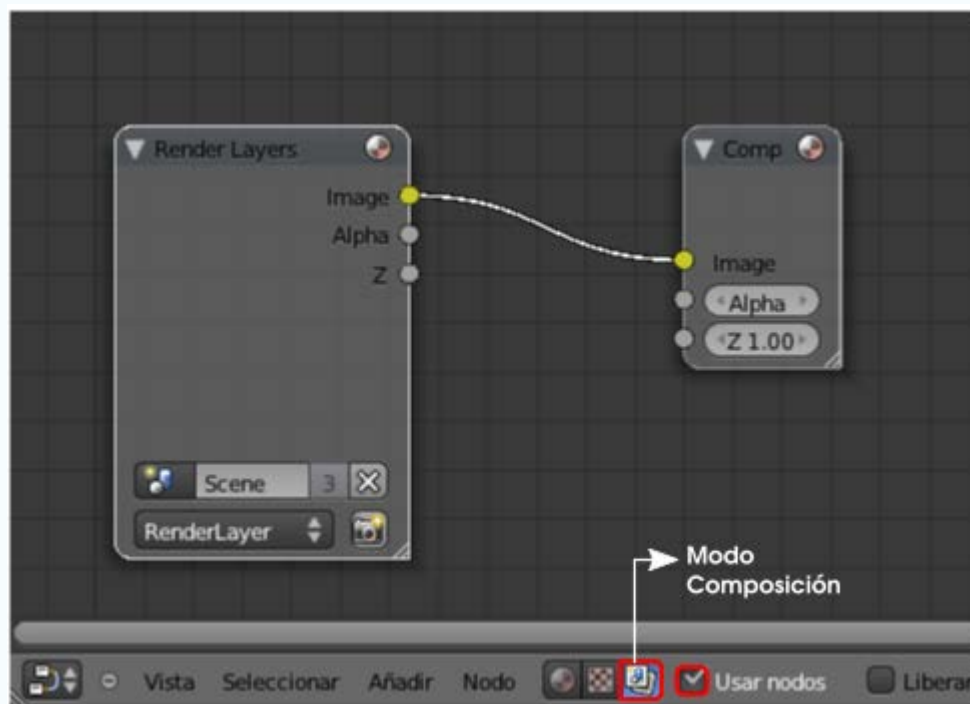 Render Layers
Image
Alpha
Z
Scene 3
RenderLayer
Comp
Image
Alpha
Z 1.00
Modo
Composición
Vista Seleccionar Añadir Nodo Usar nodos Liberar